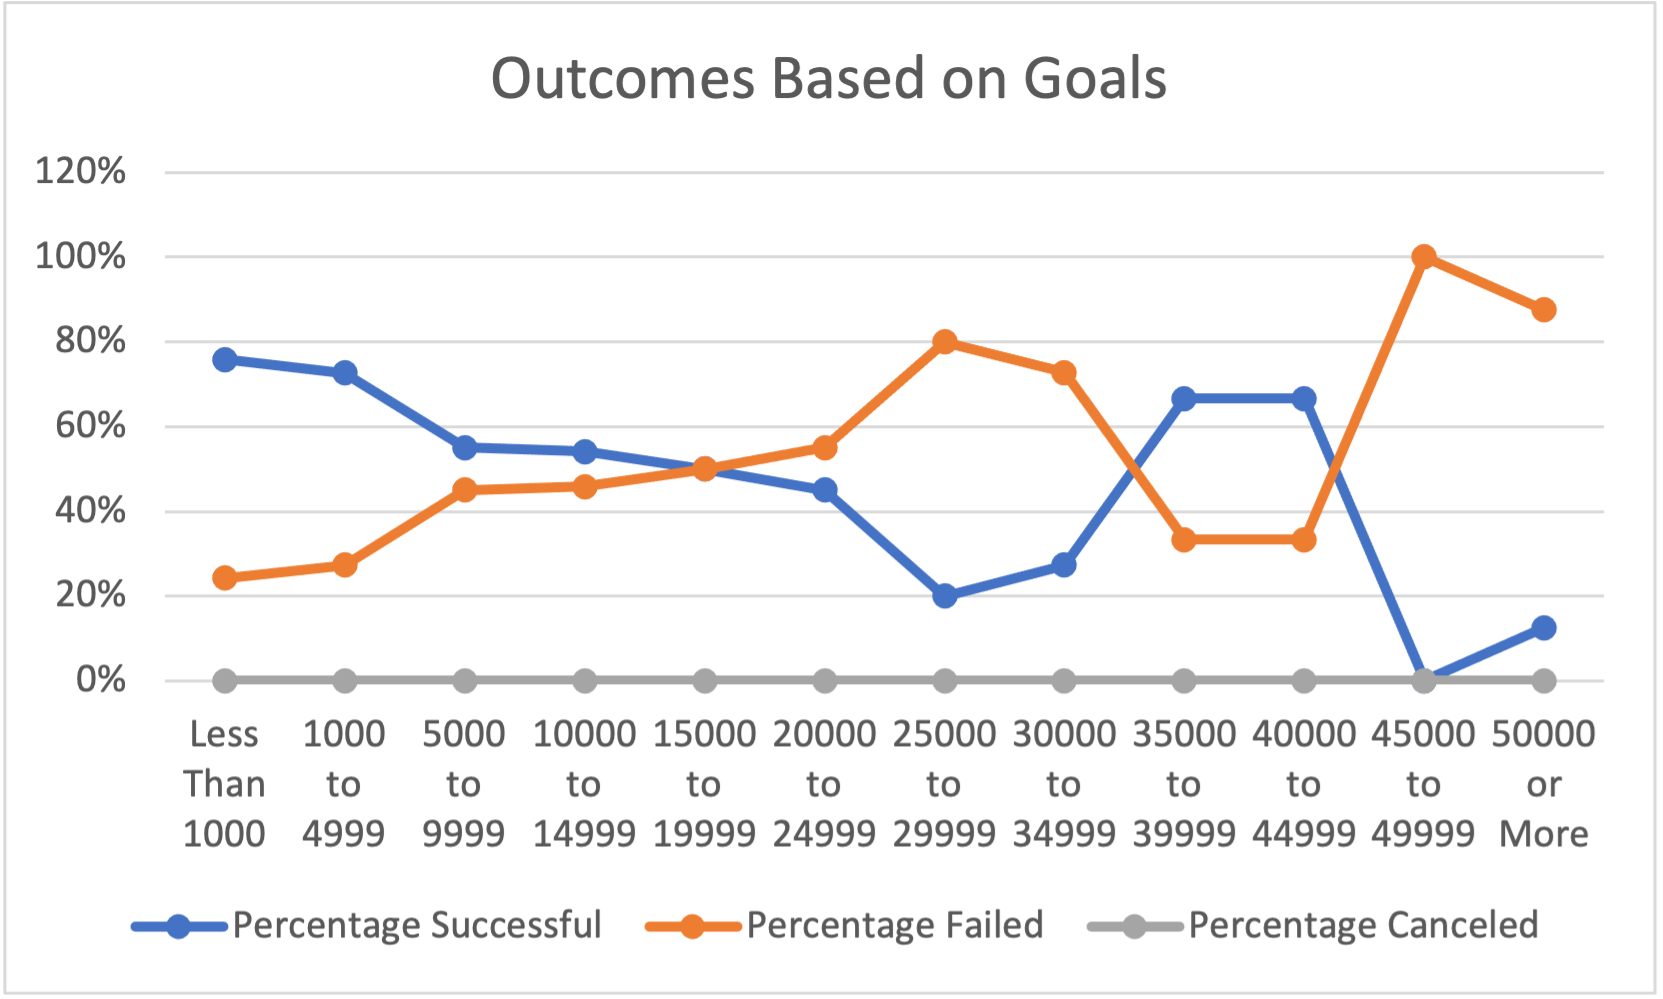 Outcomes Based on Goals
120%
100%
80%
60%
40%
20%
0%
Less Than 1000
1000 to 4999
5000 to 9999
10000 to 14999
15000 to 19999
20000 to 24999
25000 to 29999
30000 to 34999
35000 to 39999
40000 to 44999
45000 to 49999
50000 or More
Percentage Successful
Percentage Failed
Percentage Canceled